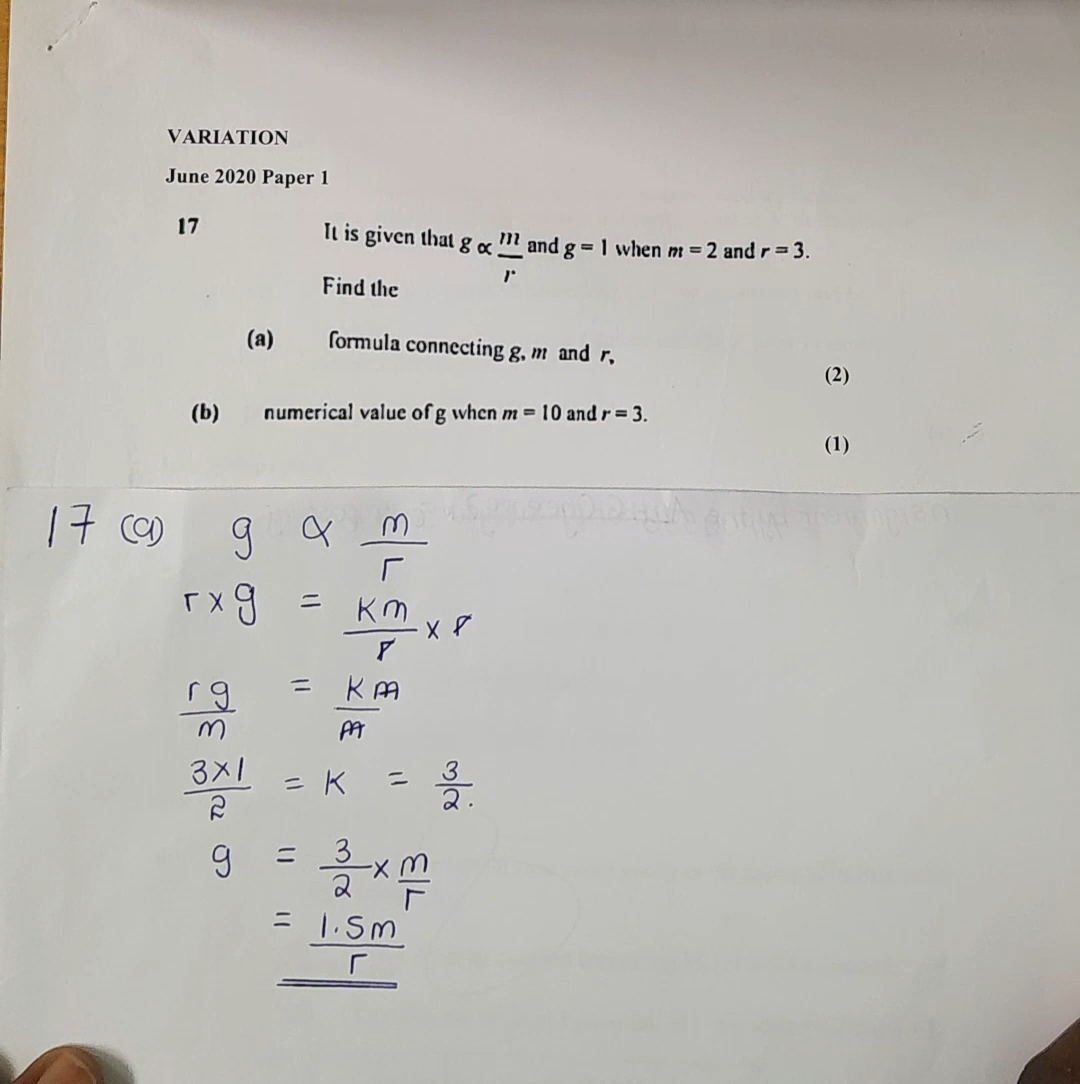 VARIATION
June 2020 Paper 1
17 It is given that g ∝ m/r and g = 1 when m = 2 and r = 3.
Find the
(a) formula connecting g, m and r,
(2)
(b) numerical value of g when m = 10 and r = 3.
(1)
17 (a) g ∝ m/r
r × g = Km/r × r
rg/m = Km/m
3×1/2 = K = 3/2.
g = 3/2 × m/r
= 1.5m/r